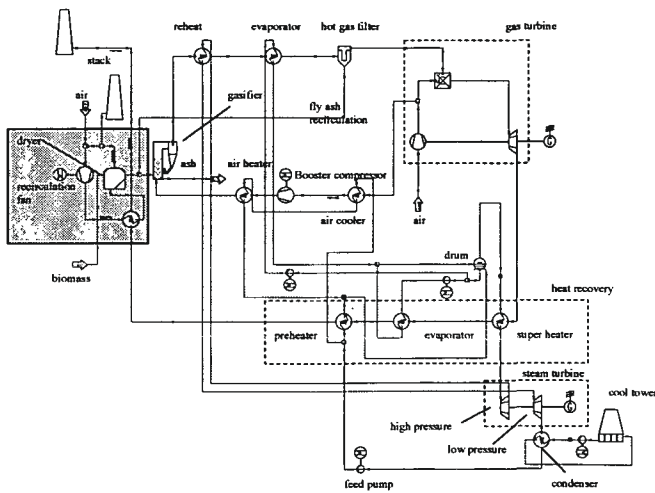 reheat
evaporator
hot gas filter
gas turbine
stack
gasifier
air
fly ash
recirculation
dryer
ash
air heater
Booster compressor
recirculation
fan
air cooler
air
biomass
drum
heat recovery
preheater
evaporator
super heater
steam turbine
G
G
cool tower
high pressure
low pressure
feed pump
condenser